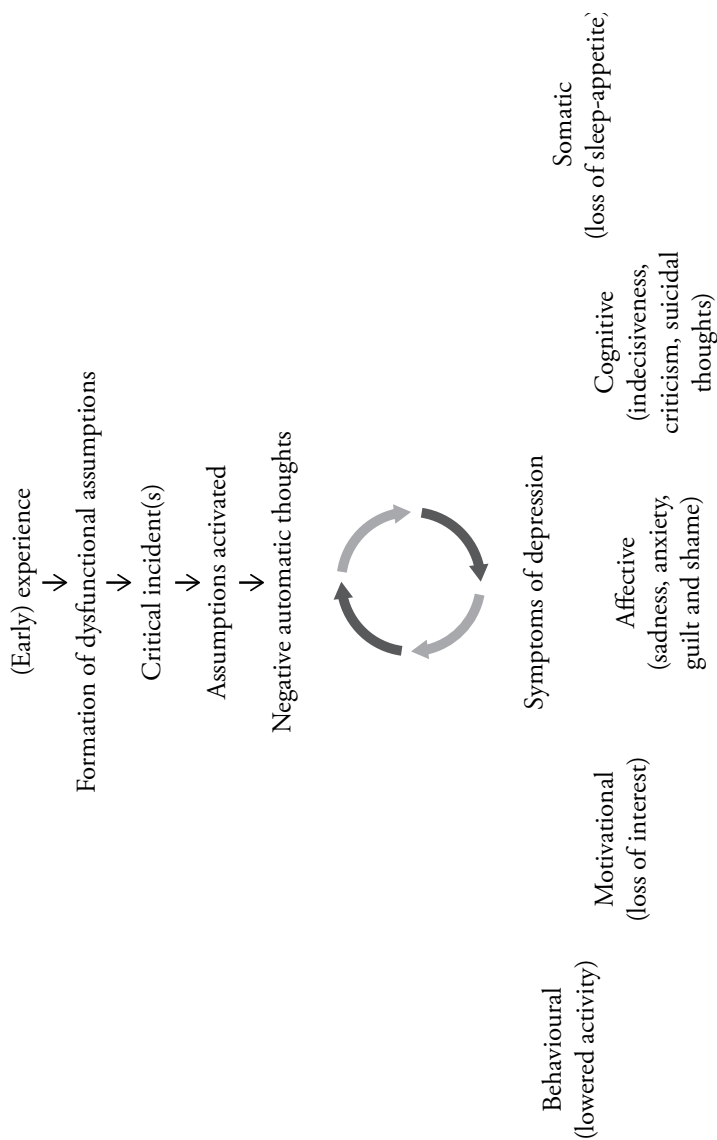 (Early) experience
Formation of dysfunctional assumptions
Critical incident(s)
Assumptions activated
Negative automatic thoughts
Symptoms of depression
Behavioural
(lowered activity)
Motivational
(loss of interest)
Affective
(sadness, anxiety,
guilt and shame)
Cognitive
(indecisiveness,
criticism, suicidal
thoughts)
Somatic
(loss of sleep-appetite)